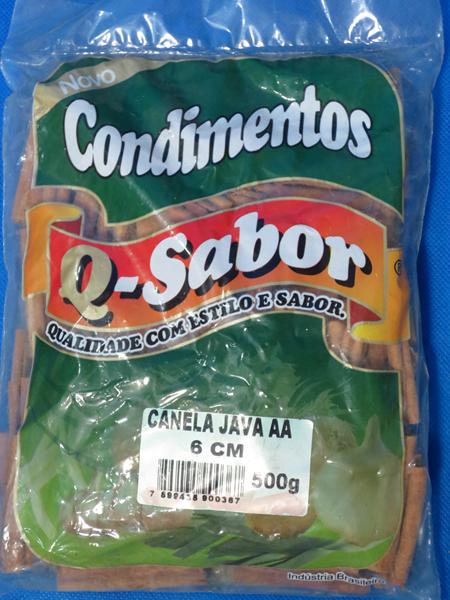 NOVO
Condimentos
Q-Sabor
QUALIDADE COM ESTILO E SABOR.
CANELA JAVA AA
6 CM
500g
Indústria Brasileira